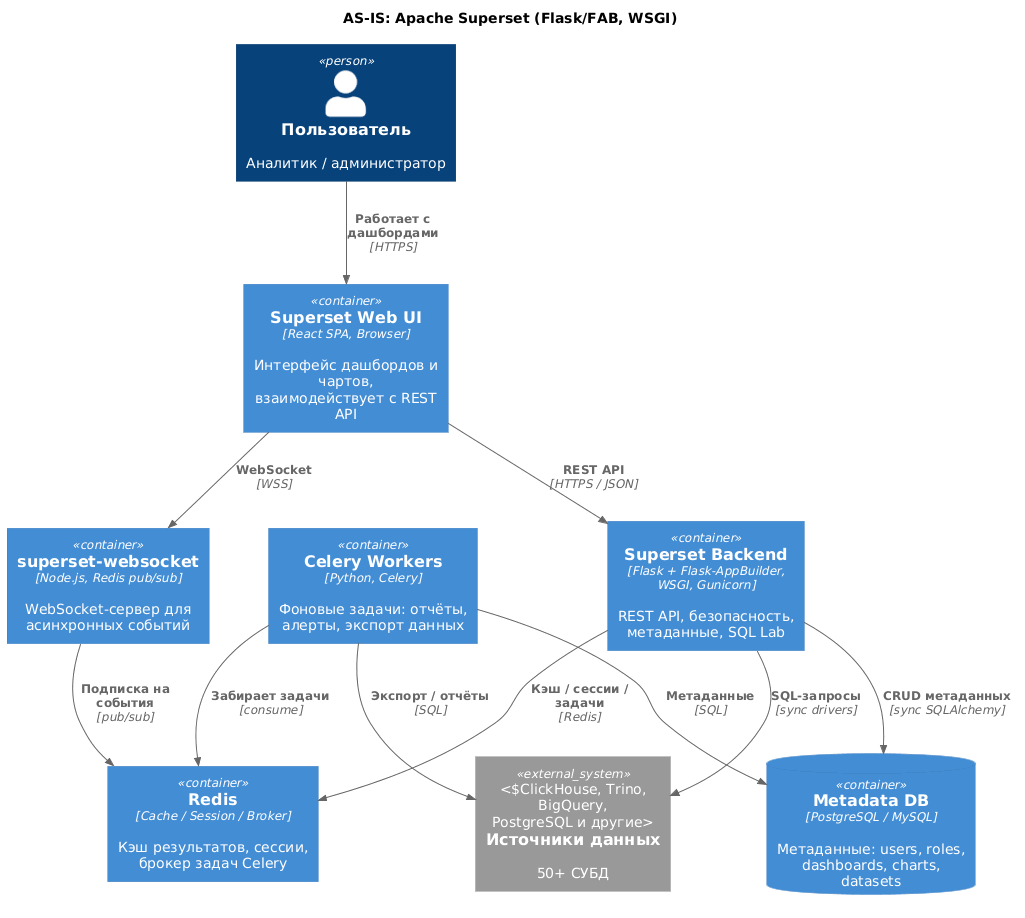 AS-IS: Apache Superset (Flask/FAB, WSGI)
«person»
Пользователь
Аналитик / администратор
Работает с
дашбордами
[HTTPS]
«container»
Superset Web UI
[React SPA, Browser]
Интерфейс дашбордов и
чартов,
взаимодействует с REST
API
WebSocket
[WSS]
REST API
[HTTPS / JSON]
«container»
superset-websocket
[Node.js, Redis pub/sub]
WebSocket-сервер для
асинхронных событий
«container»
Celery Workers
[Python, Celery]
Фоновые задачи: отчёты,
алерты, экспорт данных
«container»
Superset Backend
[Flask + Flask-AppBuilder,
WSGI, Gunicorn]
REST API, безопасность,
метаданные, SQL Lab
Подписка на
события
[pub/sub]
Забирает задачи
[consume]
Экспорт / отчёты
[SQL]
Кэш / сессии /
задачи
[Redis]
Метаданные
[SQL]
SQL-запросы
[sync drivers]
CRUD метаданных
[sync SQLAlchemy]
«container»
Redis
[Cache / Session / Broker]
Кэш результатов, сессии,
брокер задач Celery
«external_system»
<$ClickHouse, Trino,
BigQuery,
PostgreSQL и другие>
Источники данных
50+ СУБД
«container»
Metadata DB
[PostgreSQL / MySQL]
Метаданные: users, roles,
dashboards, charts,
datasets